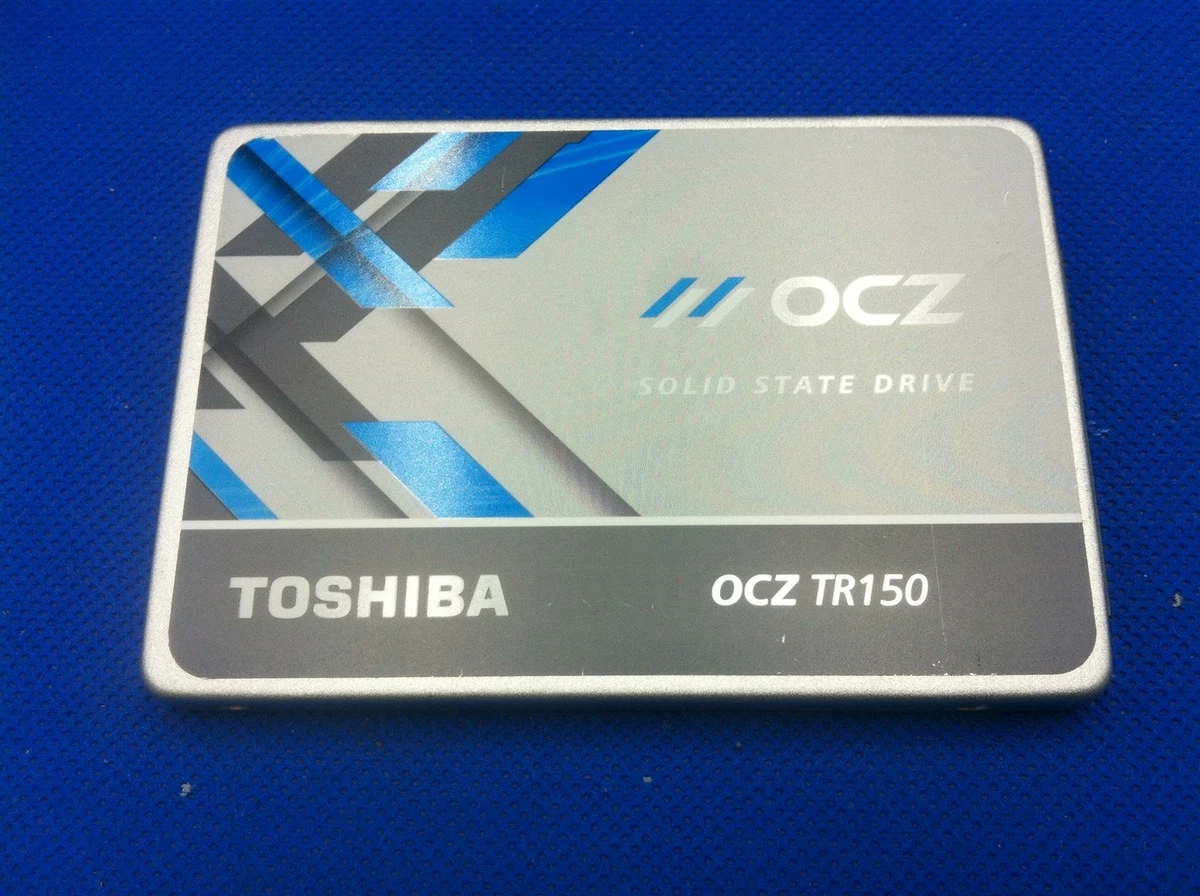 OCZ
SOLID STATE DRIVE
TOSHIBA
OCZ TR150